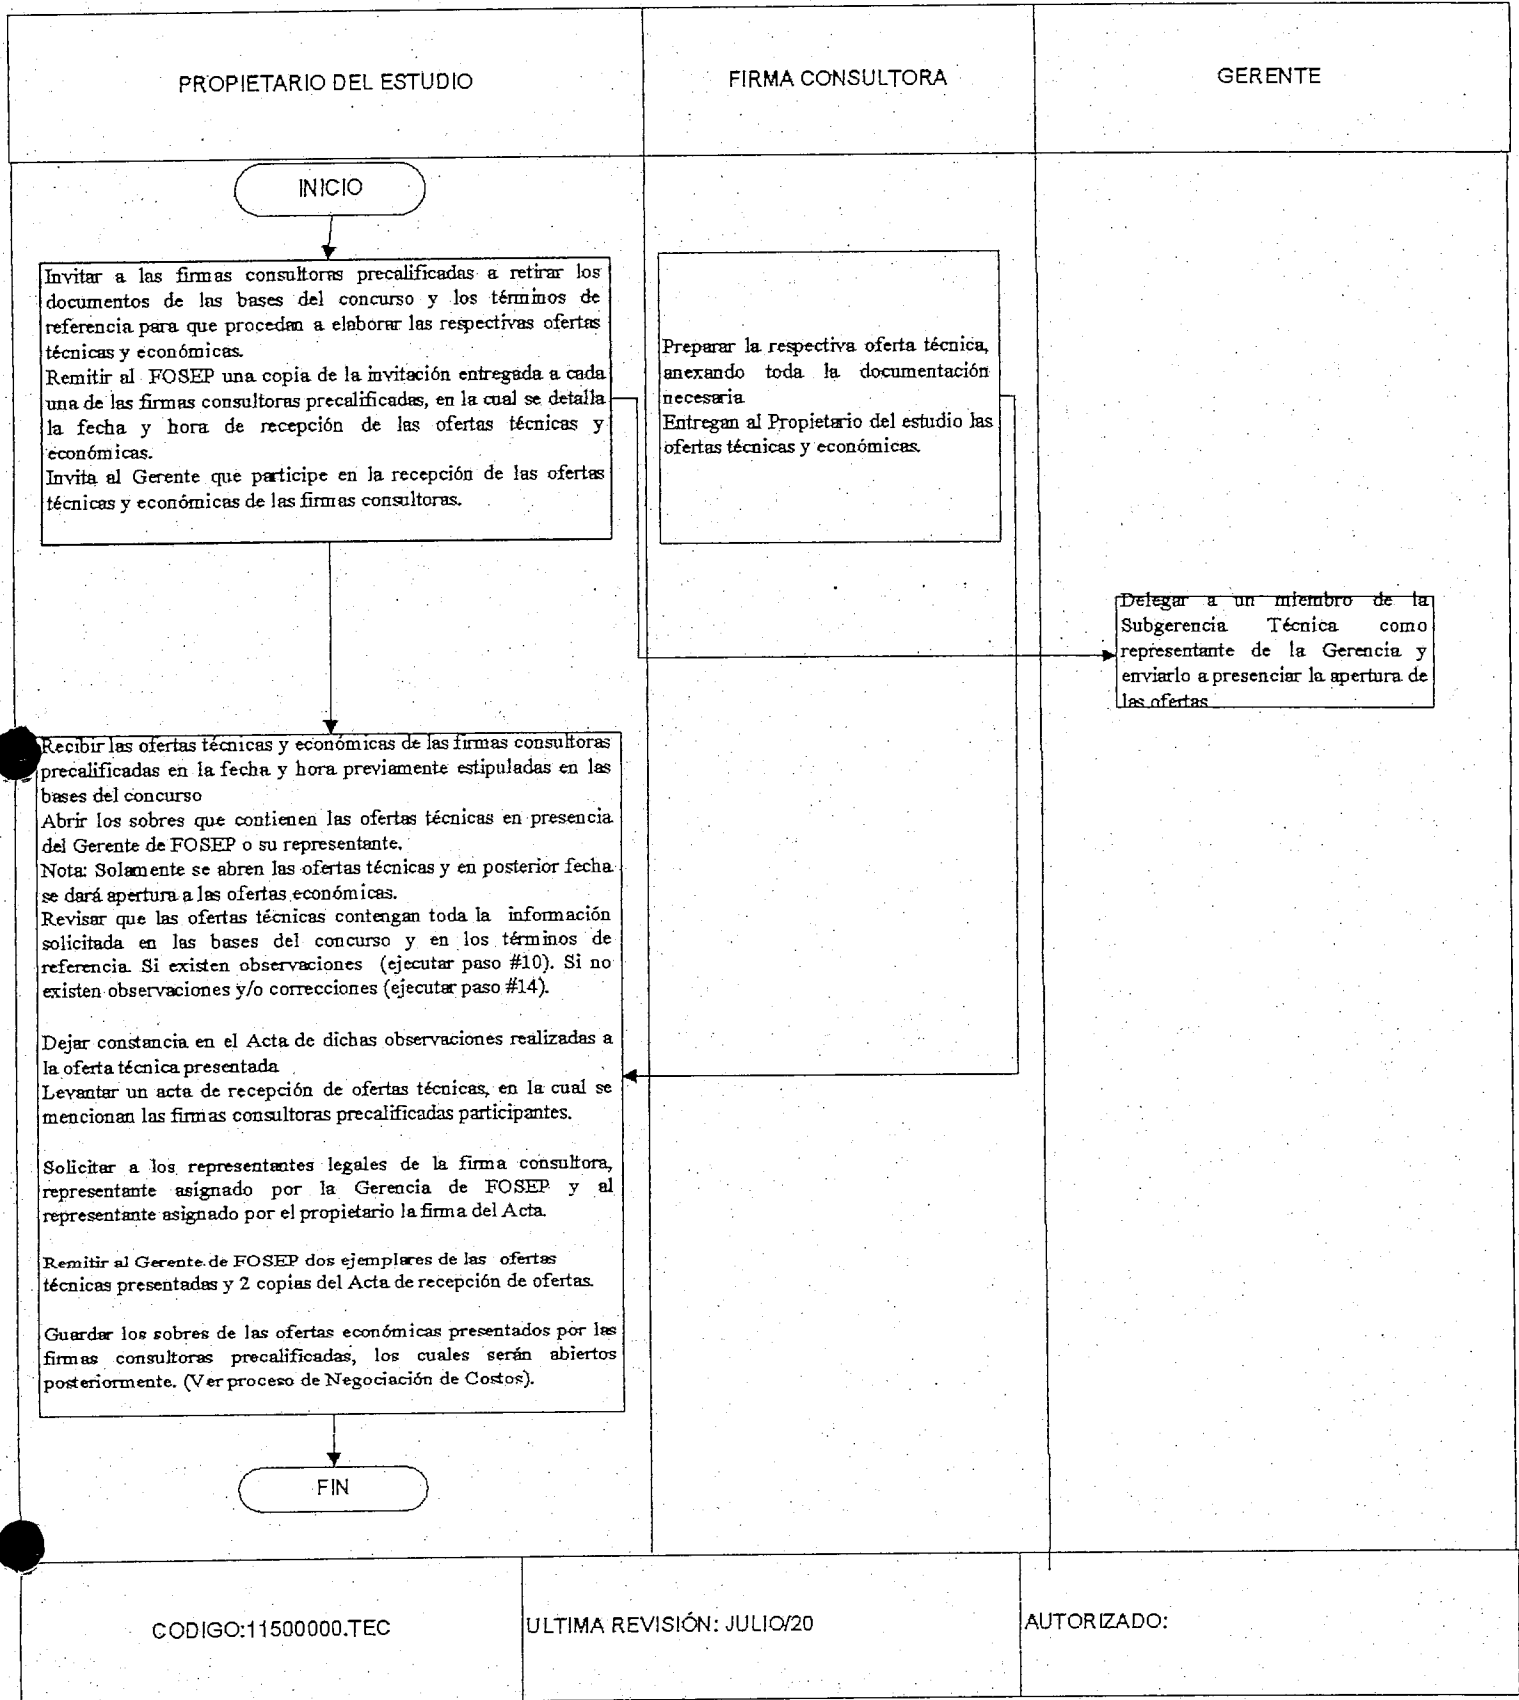 PROPIETARIO DEL ESTUDIO
FIRMA CONSULTORA
GERENTE
INICIO
Invitar a las firmas consultoras precalificadas a retirar los
documentos de las bases del concurso y los términos de
referencia para que procedan a elaborar las respectivas ofertas
técnicas y económicas.
Remitir al FOSEP una copia de la invitación entregada a cada
una de las firmas consultoras precalificadas, en la cual se detalla
la fecha y hora de recepción de las ofertas técnicas y
económicas.
Invita al Gerente que participe en la recepción de las ofertas
técnicas y económicas de las firmas consultoras.
Preparar la respectiva oferta técnica,
anexando toda la documentación
necesaria
Entregan al Propietario del estudio las
ofertas técnicas y económicas.
Delegar a un miembro de la
Subgerencia Técnica como
representante de la Gerencia y
enviarlo a presenciar la apertura de
las ofertas
Recibir las ofertas técnicas y económicas de las firmas consultoras
precalificadas en la fecha y hora previamente estipuladas en las
bases del concurso
Abrir los sobres que contienen las ofertas técnicas en presencia
del Gerente de FOSEP o su representante.
Nota: Solamente se abren las ofertas técnicas y en posterior fecha
se dará apertura a las ofertas económicas.
Revisar que las ofertas técnicas contengan toda la información
solicitada en las bases del concurso y en los términos de
referencia. Si existen observaciones (ejecutar paso #10). Si no
existen observaciones y/o correcciones (ejecutar paso #14).
Dejar constancia en el Acta de dichas observaciones realizadas a
la oferta técnica presentada
Levantar un acta de recepción de ofertas técnicas, en la cual se
mencionan las firmas consultoras precalificadas participantes.
Solicitar a los representantes legales de la firma consultora,
representante asignado por la Gerencia de FOSEP y al
representante asignado por el propietario la firma del Acta.
Remitir al Gerente de FOSEP dos ejemplares de las ofertas
técnicas presentadas y 2 copias del Acta de recepción de ofertas.
Guardar los sobres de las ofertas económicas presentados por las
firmas consultoras precalificadas, los cuales serán abiertos
posteriormente. (Ver proceso de Negociación de Costos).
FIN
CODIGO:11500000.TEC
ULTIMA REVISIÓN: JULIO/20
AUTORIZADO: